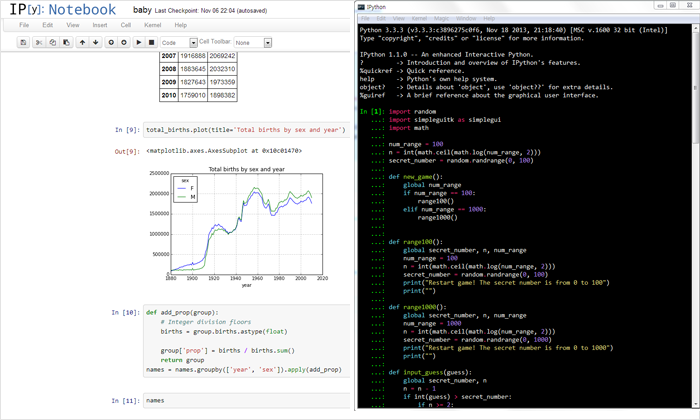 IP[y]: Notebook
baby Last Checkpoint: Nov 06 22:04 (autosaved)
File Edit View Insert Cell Kernel Help
Code Cell Toolbar: None
2007 1916888 2069242
2008 1883645 2032310
2009 1827643 1973359
2010 1759010 1898382
In [9]: total_births.plot(title='Total births by sex and year')
Out[9]: <matplotlib.axes.AxesSubplot at 0x10c01470>
Total births by sex and year
sex
F
M
2500000
2000000
1500000
1000000
500000
0
1880 1900 1920 1940 1960 1980 2000 2020
year
In [10]: def add_prop(group):
# Integer division floors
births = group.births.astype(float)
group['prop'] = births / births.sum()
return group
names = names.groupby(['year', 'sex']).apply(add_prop)
In [11]: names
IPython
File Edit View Kernel Magic Window Help
Python 3.3.3 (v3.3.3:c3896275c0f6, Nov 18 2013, 21:18:40) [MSC v.1600 32 bit (Intel)]
Type "copyright", "credits" or "license" for more information.
IPython 1.1.0 -- An enhanced Interactive Python.
? -> Introduction and overview of IPython's features.
%quickref -> Quick reference.
help -> Python's own help system.
object? -> Details about 'object', use 'object??' for extra details.
%guiref -> A brief reference about the graphical user interface.
In [1]: import random
...: import simpleguitk as simplegui
...: import math
...:
...: num_range = 100
...: n = int(math.ceil(math.log(num_range, 2)))
...: secret_number = random.randrange(0, 100)
...:
...: def new_game():
...: global num_range
...: if num_range == 100:
...: range100()
...: elif num_range == 1000:
...: range1000()
...:
...:
...: def range100():
...: global secret_number, n, num_range
...: num_range = 100
...: n = int(math.ceil(math.log(num_range, 2)))
...: secret_number = random.randrange(0, 100)
...: print("Restart game! The secret number is from 0 to 100")
...: print("")
...:
...: def range1000():
...: global secret_number, n, num_range
...: num_range = 1000
...: n = int(math.ceil(math.log(num_range, 2)))
...: secret_number = random.randrange(0, 1000)
...: print("Restart game! The secret number is from 0 to 1000")
...: print("")
...:
...: def input_guess(guess):
...: global secret_number, n
...: n = n - 1
...: if int(guess) > secret_number:
...: if n >= 2: